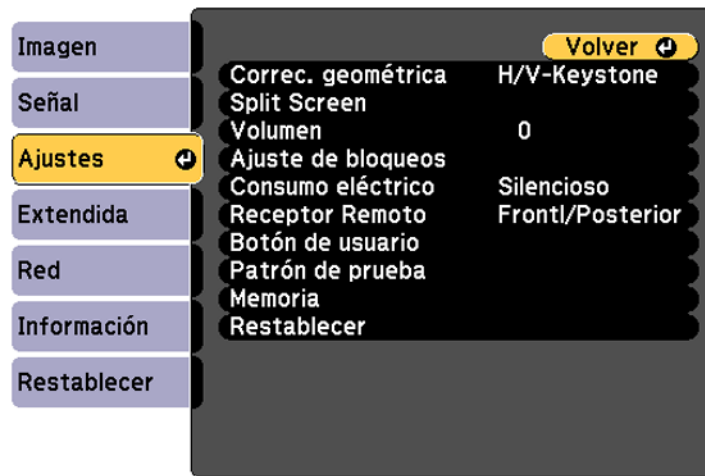 Imagen
Señal
Ajustes
Extendida
Red
Información
Restablecer
Volver
Correc. geométrica H/V-Keystone
Split Screen
Volumen 0
Ajuste de bloqueos
Consumo eléctrico Silencioso
Receptor Remoto Frontl/Posterior
Botón de usuario
Patrón de prueba
Memoria
Restablecer